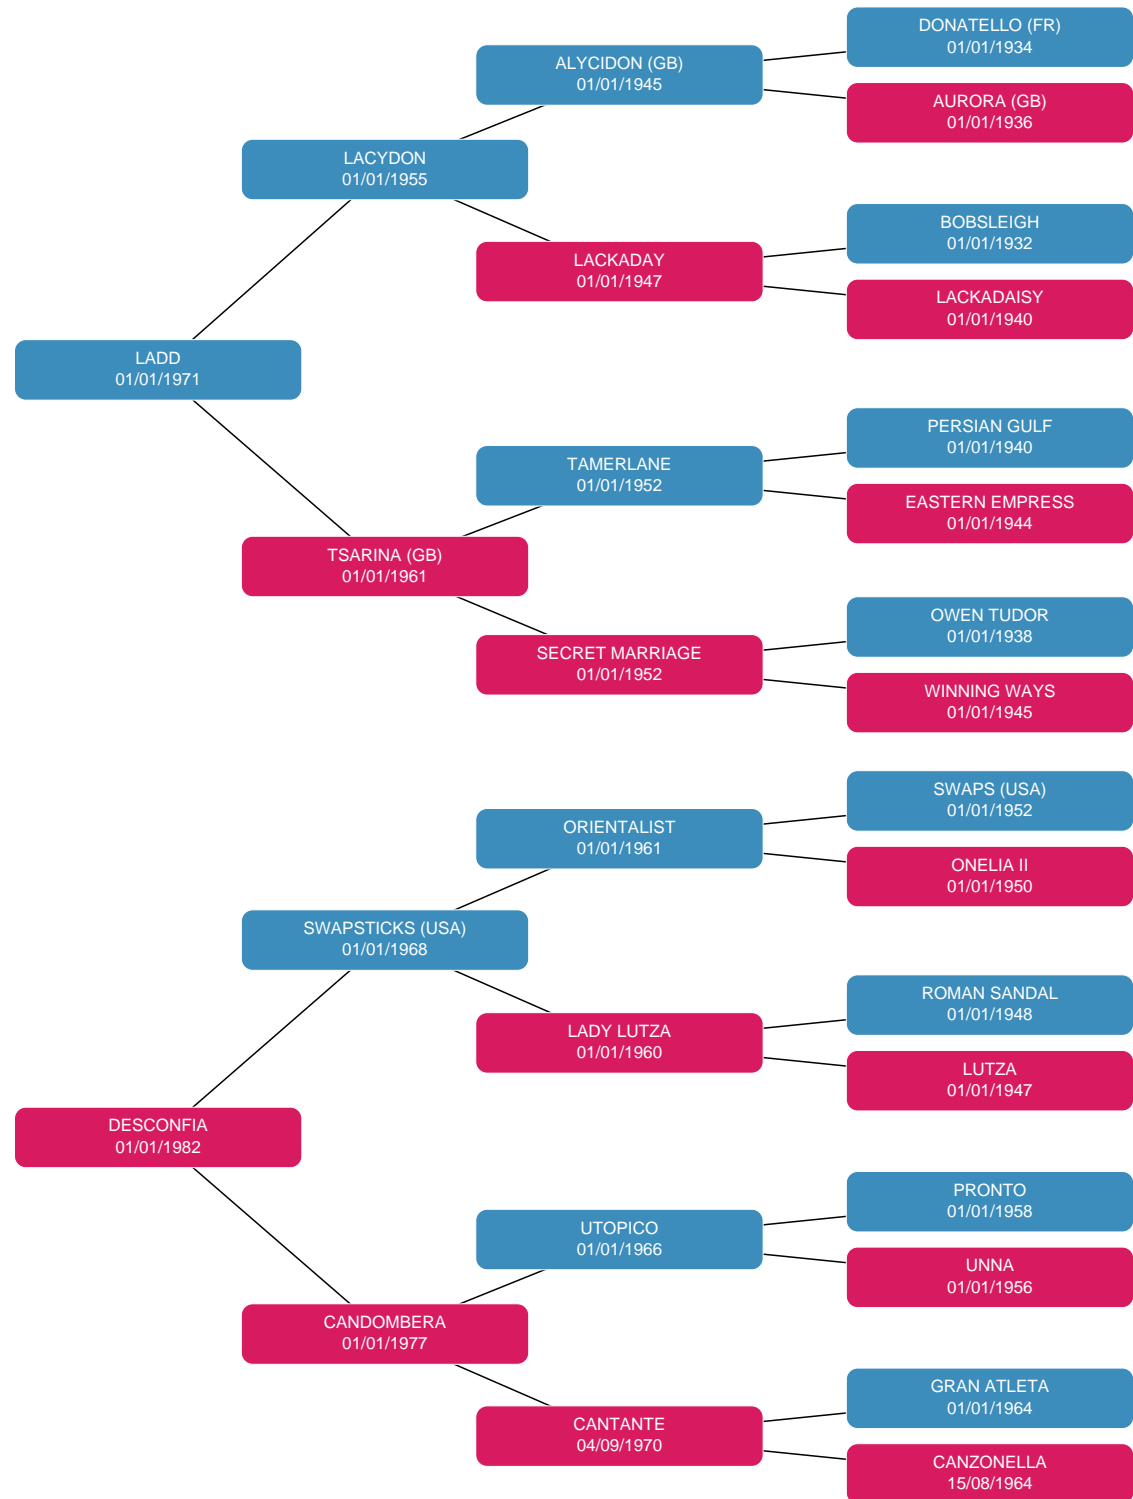 DONATELLO (FR)
01/01/1934
ALYCIDON (GB)
01/01/1945
AURORA (GB)
01/01/1936
LACYDON
01/01/1955
BOBSLEIGH
01/01/1932
LACKADAY
01/01/1947
LACKADAISY
01/01/1940
LADD
01/01/1971
PERSIAN GULF
01/01/1940
TAMERLANE
01/01/1952
EASTERN EMPRESS
01/01/1944
TSARINA (GB)
01/01/1961
OWEN TUDOR
01/01/1938
SECRET MARRIAGE
01/01/1952
WINNING WAYS
01/01/1945
SWAPS (USA)
01/01/1952
ORIENTALIST
01/01/1961
ONELIA II
01/01/1950
SWAPSTICKS (USA)
01/01/1968
ROMAN SANDAL
01/01/1948
LADY LUTZA
01/01/1960
LUTZA
01/01/1947
DESCONFIA
01/01/1982
PRONTO
01/01/1958
UTOPICO
01/01/1966
UNNA
01/01/1956
CANDOMBERA
01/01/1977
GRAN ATLETA
01/01/1964
CANTANTE
04/09/1970
CANZONELLA
15/08/1964